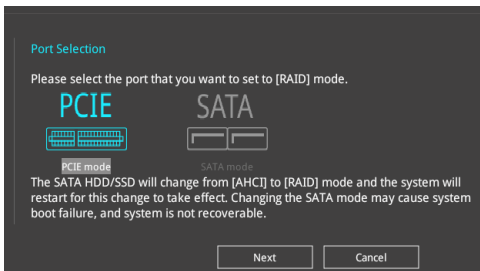 Port Selection
Please select the port that you want to set to [RAID] mode.
PCIE SATA
PCIE mode SATA mode
The SATA HDD/SSD will change from [AHCI] to [RAID] mode and the system will
restart for this change to take effect. Changing the SATA mode may cause system
boot failure, and system is not recoverable.
Next Cancel